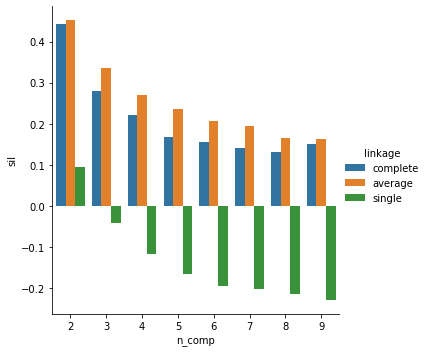 0.4
0.3
0.2
0.1
0.0
−0.1
−0.2
sil
2 3 4 5 6 7 8 9
n_comp
linkage
complete
average
single